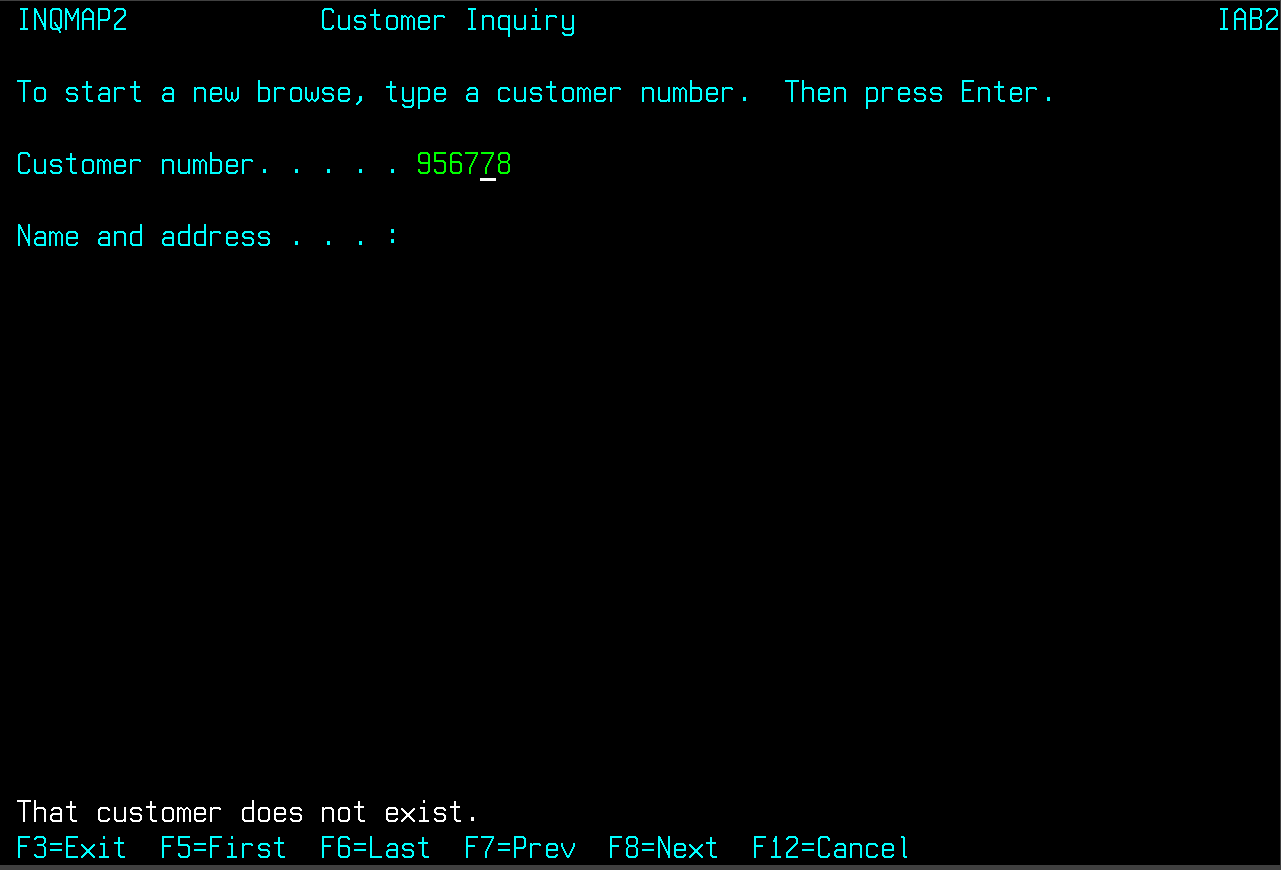 INQMAP2 Customer Inquiry IAB2
To start a new browse, type a customer number. Then press Enter.
Customer number. . . . . 956778
Name and address . . . :
That customer does not exist.
F3=Exit F5=First F6=Last F7=Prev F8=Next F12=Cancel